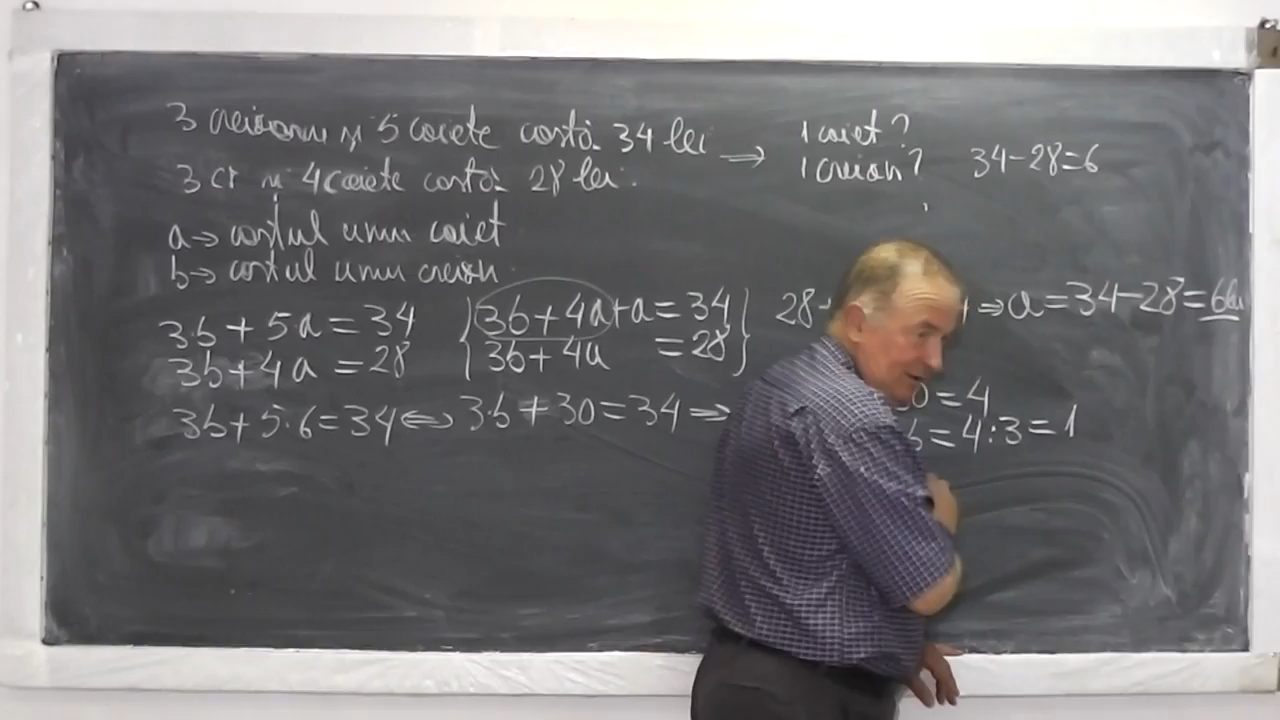 3 creioane și 5 caiete costă 34 lei ⇒ 1 caiet?
3 cr și 4 caiete costă 28 lei. 1 creion? 34-28=6
a → costul unui caiet
b → costul unui creion
3·b+5a=34 {3b+4a+a=34} 28+ ⇒ a=34-28=6lei
3b+4a=28 {3b+4a =28}
3b+5·6=34 ⇔ 3·b+30=34 ⇒ 30=4
b=4:3=1